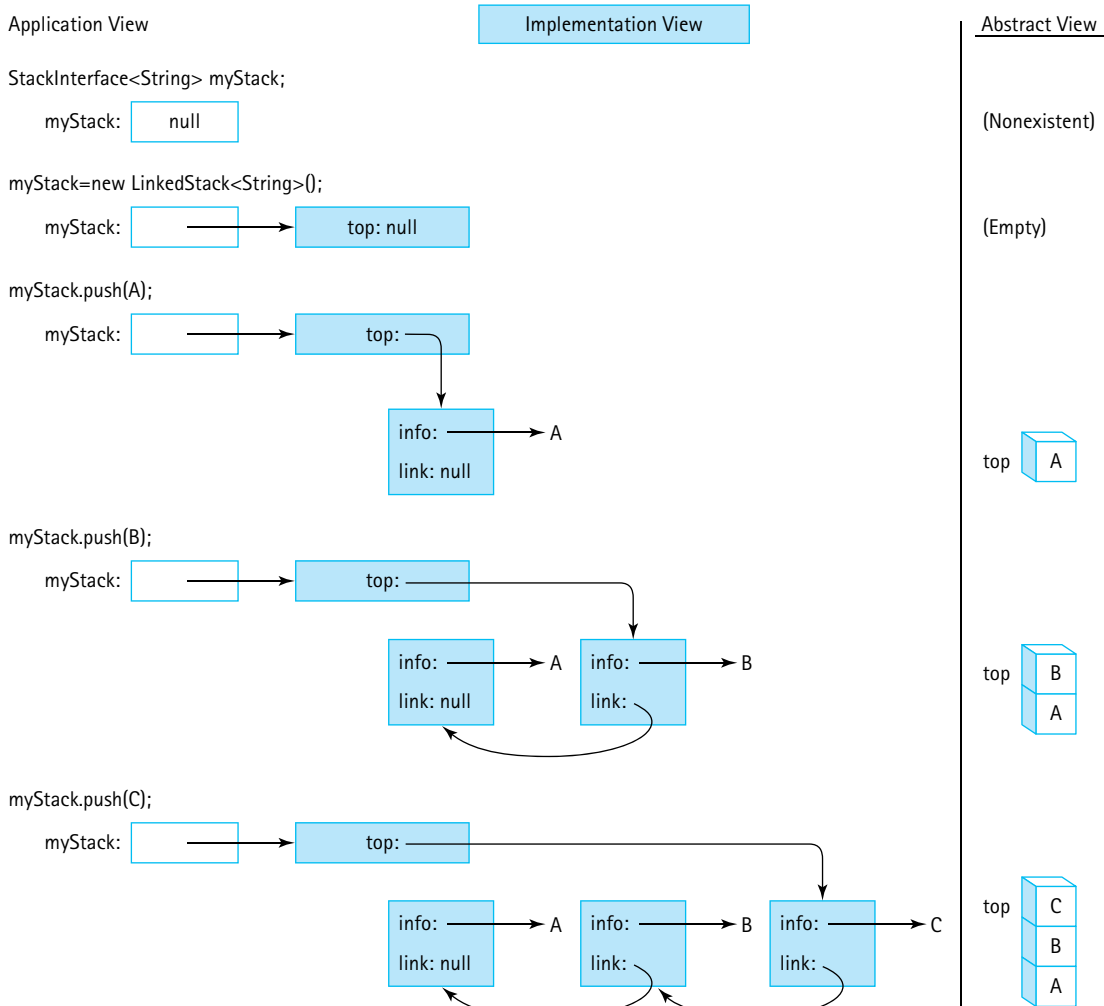 Application View
Implementation View
Abstract View
StackInterface<String> myStack;
myStack:
null
(Nonexistent)
myStack=new LinkedStack<String>();
myStack:
top: null
(Empty)
myStack.push(A);
myStack:
top:
info:
A
link: null
top
A
myStack.push(B);
myStack:
top:
info:
A
info:
B
link: null
link:
top
B
A
myStack.push(C);
myStack:
top:
info:
A
info:
B
info:
C
link: null
link:
link:
top
C
B
A